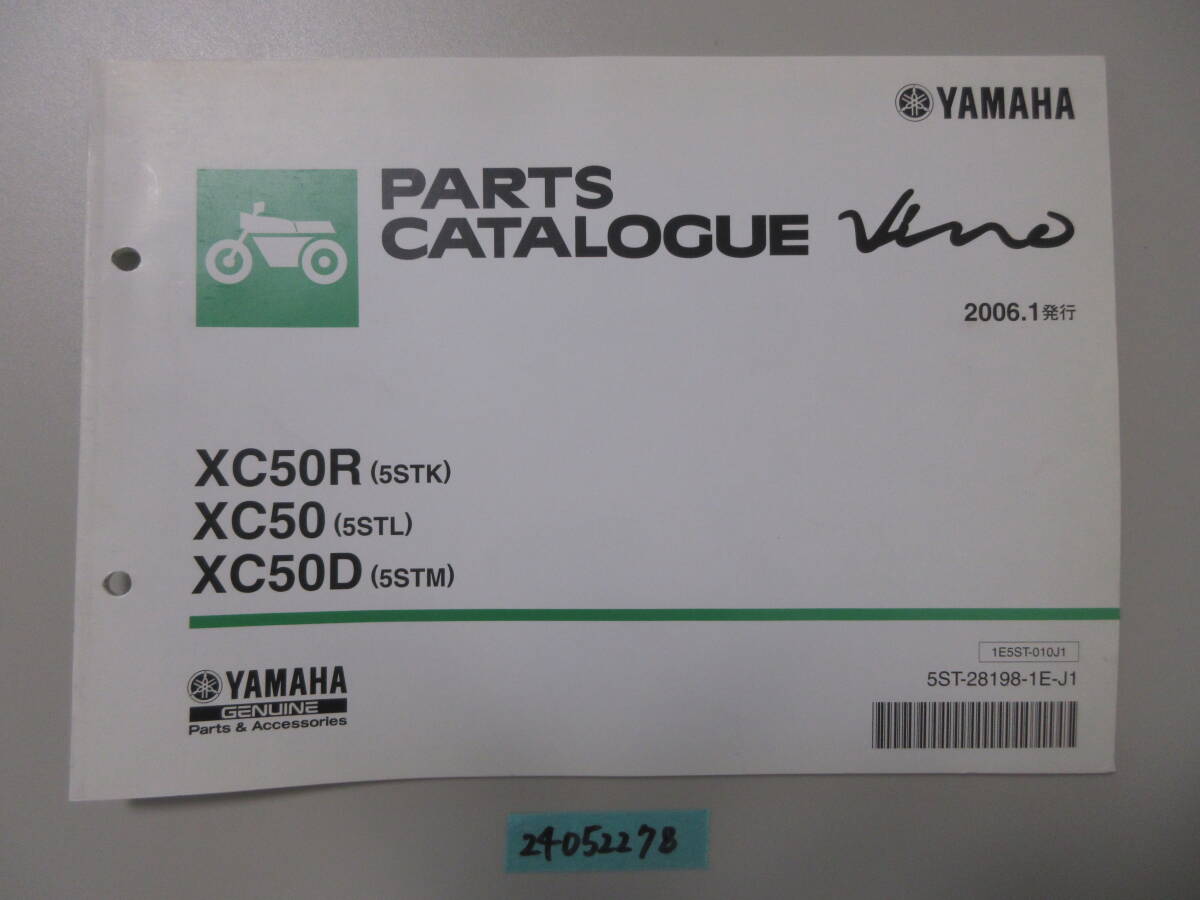 YAMAHA
PARTS
CATALOGUE
Vino
2006.1発行
XC50R (5STK)
XC50 (5STL)
XC50D (5STM)
1E5ST-010J1
5ST-28198-1E-J1
YAMAHA
GENUINE
Parts & Accessories
24052278